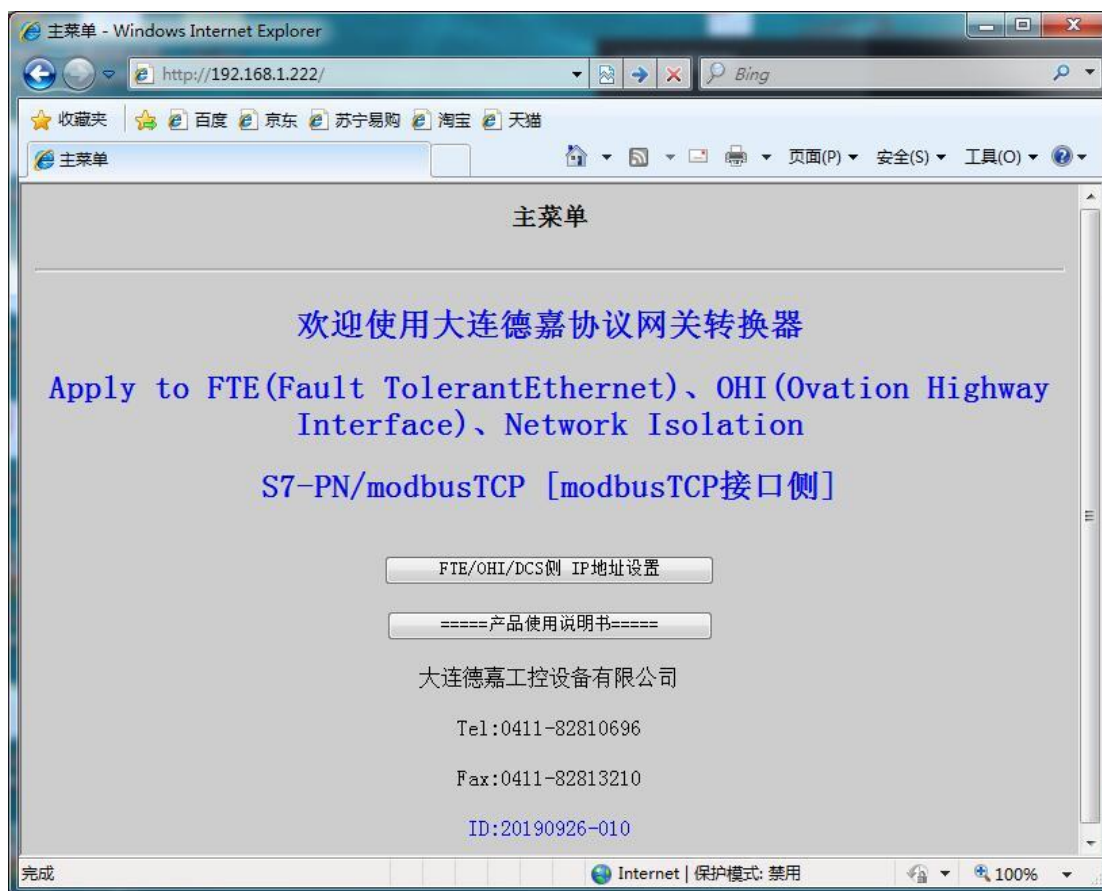 主菜单 - Windows Internet Explorer
http://192.168.1.222/
Bing
收藏夹 百度 京东 苏宁易购 淘宝 天猫
主菜单 页面(P) 安全(S) 工具(O)
主菜单
欢迎使用大连德嘉协议网关转换器
Apply to FTE(Fault TolerantEthernet)、OHI(Ovation Highway
Interface)、Network Isolation
S7-PN/modbusTCP [modbusTCP接口侧]
FTE/OHI/DCS侧 IP地址设置
=====产品使用说明书=====
大连德嘉工控设备有限公司
Tel:0411-82810696
Fax:0411-82813210
ID:20190926-010
完成 Internet | 保护模式: 禁用 100%